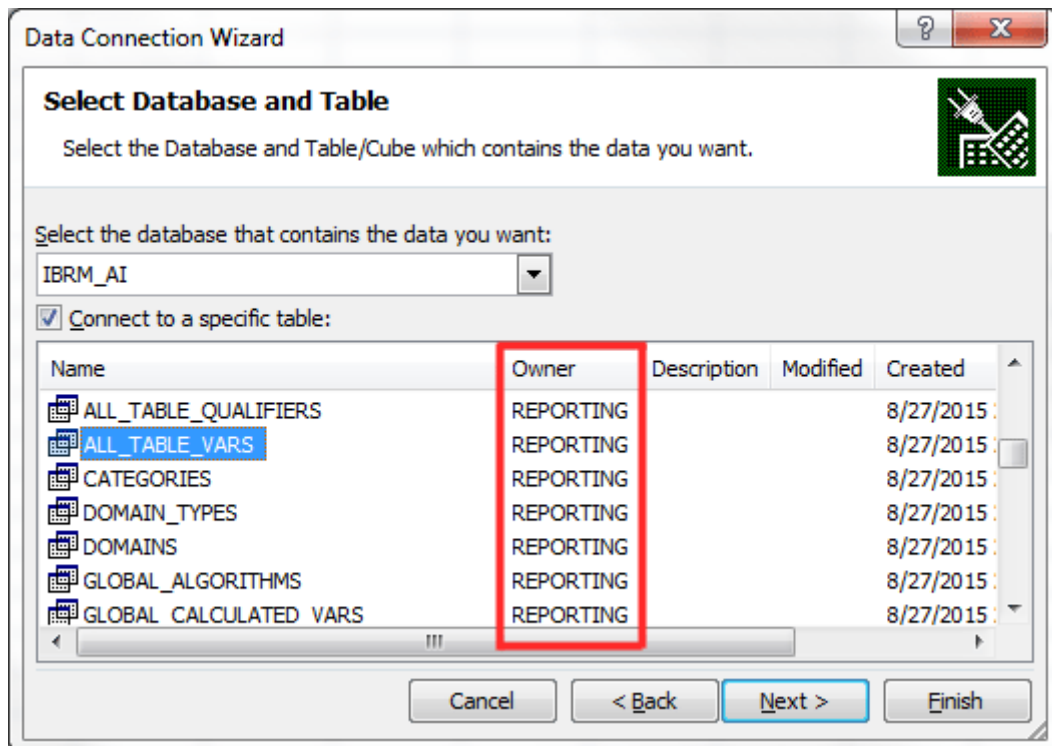 Data Connection Wizard
Select Database and Table
Select the Database and Table/Cube which contains the data you want.
Select the database that contains the data you want:
IBRM_AI
Connect to a specific table:
Name Owner Description Modified Created
ALL_TABLE_QUALIFIERS REPORTING 8/27/2015
ALL_TABLE_VARS REPORTING 8/27/2015
CATEGORIES REPORTING 8/27/2015
DOMAIN_TYPES REPORTING 8/27/2015
DOMAINS REPORTING 8/27/2015
GLOBAL_ALGORITHMS REPORTING 8/27/2015
GLOBAL_CALCULATED_VARS REPORTING 8/27/2015
Cancel < Back Next > Finish